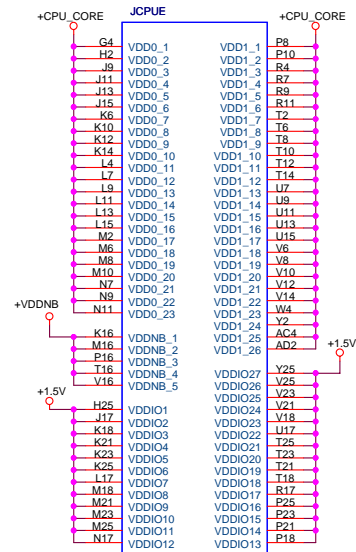 +CPU_CORE JCPUE +CPU_CORE
G4 VDD0_1 VDD1_1 P8
H2 VDD0_2 VDD1_2 P10
J9 VDD0_3 VDD1_3 R4
J11 VDD0_4 VDD1_4 R7
J13 VDD0_5 VDD1_5 R9
J15 VDD0_6 VDD1_6 R11
K6 VDD0_7 VDD1_7 T2
K10 VDD0_8 VDD1_8 T6
K12 VDD0_9 VDD1_9 T8
K14 VDD0_10 VDD1_10 T10
L4 VDD0_11 VDD1_11 T12
L7 VDD0_12 VDD1_12 T14
L9 VDD0_13 VDD1_13 U7
L11 VDD0_14 VDD1_14 U9
L13 VDD0_15 VDD1_15 U11
L15 VDD0_16 VDD1_16 U13
M2 VDD0_17 VDD1_17 U15
M6 VDD0_18 VDD1_18 V6
M8 VDD0_19 VDD1_19 V8
M10 VDD0_20 VDD1_20 V10
N7 VDD0_21 VDD1_21 V12
N9 VDD0_22 VDD1_22 V14
N11 VDD0_23 VDD1_23 W4
+VDDNB
VDD1_24 Y2
K16 VDDNB_1 VDD1_25 AC4
M16 VDDNB_2 VDD1_26 AD2
P16 VDDNB_3 +1.5V
T16 VDDNB_4 VDDIO27 Y25
V16 VDDNB_5 VDDIO26 V25
+1.5V VDDIO25 V23
H25 VDDIO1 VDDIO24 V21
J17 VDDIO2 VDDIO23 V18
K18 VDDIO3 VDDIO22 U17
K21 VDDIO4 VDDIO21 T25
K23 VDDIO5 VDDIO20 T23
K25 VDDIO6 VDDIO19 T21
L17 VDDIO7 VDDIO18 T18
M18 VDDIO8 VDDIO17 R17
M21 VDDIO9 VDDIO16 P25
M23 VDDIO10 VDDIO15 P23
M25 VDDIO11 VDDIO14 P21
N17 VDDIO12 VDDIO13 P18